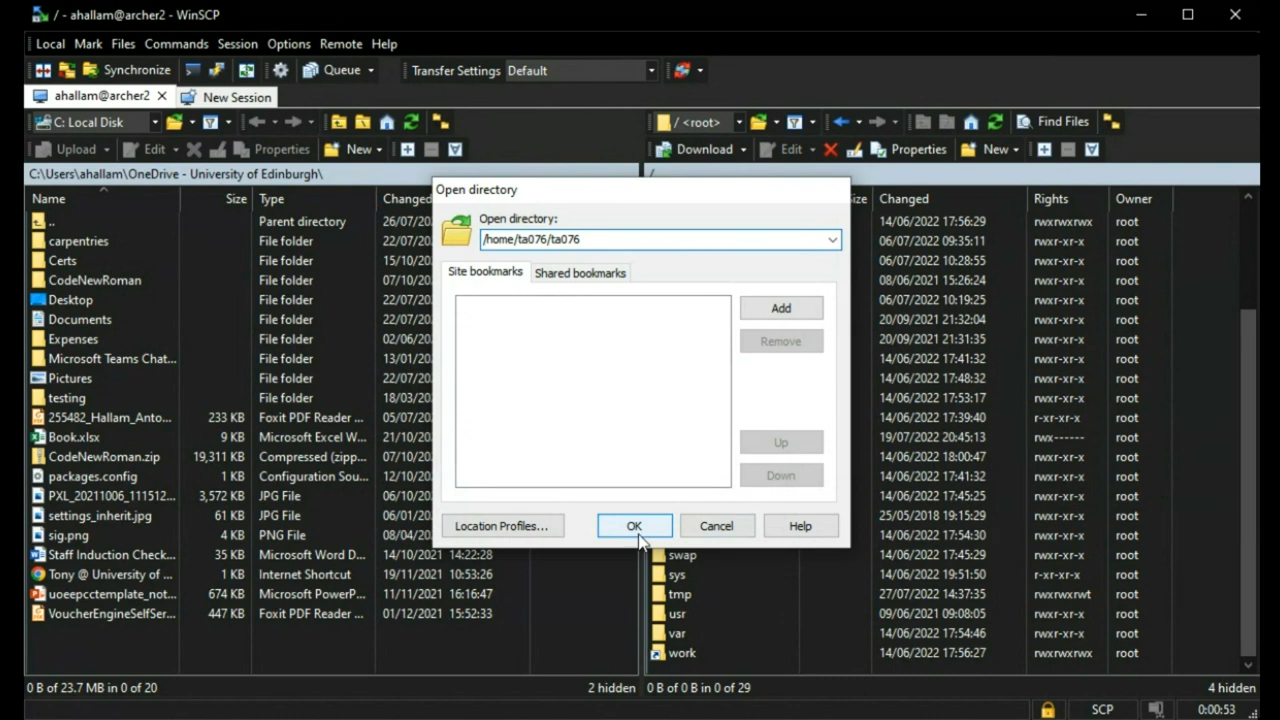 / - ahallam@archer2 - WinSCP
Local Mark Files Commands Session Options Remote Help
Synchronize Queue Transfer Settings Default
ahallam@archer2 New Session
C: Local Disk / <root> Find Files
Upload Edit Properties New Download Edit Properties New
C:\Users\ahallam\OneDrive - University of Edinburgh\ /
Name Size Type Changed Changed Rights Owner
.. Parent directory 26/07/20 14/06/2022 17:56:29 rwxrwxrwx root
carpentries File folder 22/07/20 06/07/2022 09:35:11 rwxr-xr-x root
Certs File folder 15/10/20 06/07/2022 10:28:55 rwxr-xr-x root
CodeNewRoman File folder 07/10/20 08/06/2021 15:26:24 rwxr-xr-x root
Desktop File folder 22/07/20 06/07/2022 10:19:25 rwxr-xr-x root
Documents File folder 22/07/20 20/09/2021 21:32:04 rwxr-xr-x root
Expenses File folder 02/06/20 20/09/2021 21:31:35 rwxr-xr-x root
Microsoft Teams Chat... File folder 13/01/20 14/06/2022 17:41:32 rwxr-xr-x root
Pictures File folder 22/07/20 14/06/2022 17:48:32 rwxr-xr-x root
testing File folder 18/03/20 14/06/2022 17:53:17 rwxr-xr-x root
255482_Hallam_Anto... 233 KB Foxit PDF Reader ... 05/07/20 14/06/2022 17:39:40 r-xr-xr-x root
Book.xlsx 9 KB Microsoft Excel W... 21/10/20 19/07/2022 20:45:13 rwx------ root
CodeNewRoman.zip 19,311 KB Compressed (zipp... 07/10/20 14/06/2022 18:00:47 rwxr-xr-x root
packages.config 1 KB Configuration Sou... 12/10/20 14/06/2022 17:41:32 rwxr-xr-x root
PXL_20211006_111512... 3,572 KB JPG File 06/10/20 14/06/2022 17:45:25 rwxr-xr-x root
settings_inherit.jpg 61 KB JPG File 06/01/20 25/05/2018 19:15:29 rwxr-xr-x root
sig.png 4 KB PNG File 08/04/20 14/06/2022 17:54:30 rwxr-xr-x root
Staff Induction Check... 35 KB Microsoft Word D... 14/10/2021 14:22:28 swap 14/06/2022 17:45:29 rwxr-xr-x root
Tony @ University of ... 1 KB Internet Shortcut 19/11/2021 10:53:26 sys 14/06/2022 19:51:50 r-xr-xr-x root
uoeepcctemplate_not... 674 KB Microsoft PowerP... 11/11/2021 16:16:47 tmp 27/07/2022 14:37:35 rwxrwxrwt root
VoucherEngineSelfSer... 447 KB Foxit PDF Reader ... 01/12/2021 15:52:33 usr 09/06/2021 09:08:05 rwxr-xr-x root
var 14/06/2022 17:54:46 rwxr-xr-x root
work 14/06/2022 17:56:27 rwxrwxrwx root
Open directory
Open directory:
/home/ta076/ta076
Site bookmarks Shared bookmarks
Add
Remove
Up
Down
Location Profiles... OK Cancel Help
0 B of 23.7 MB in 0 of 20 2 hidden 0 B of 0 B in 0 of 29 4 hidden
SCP 0:00:53